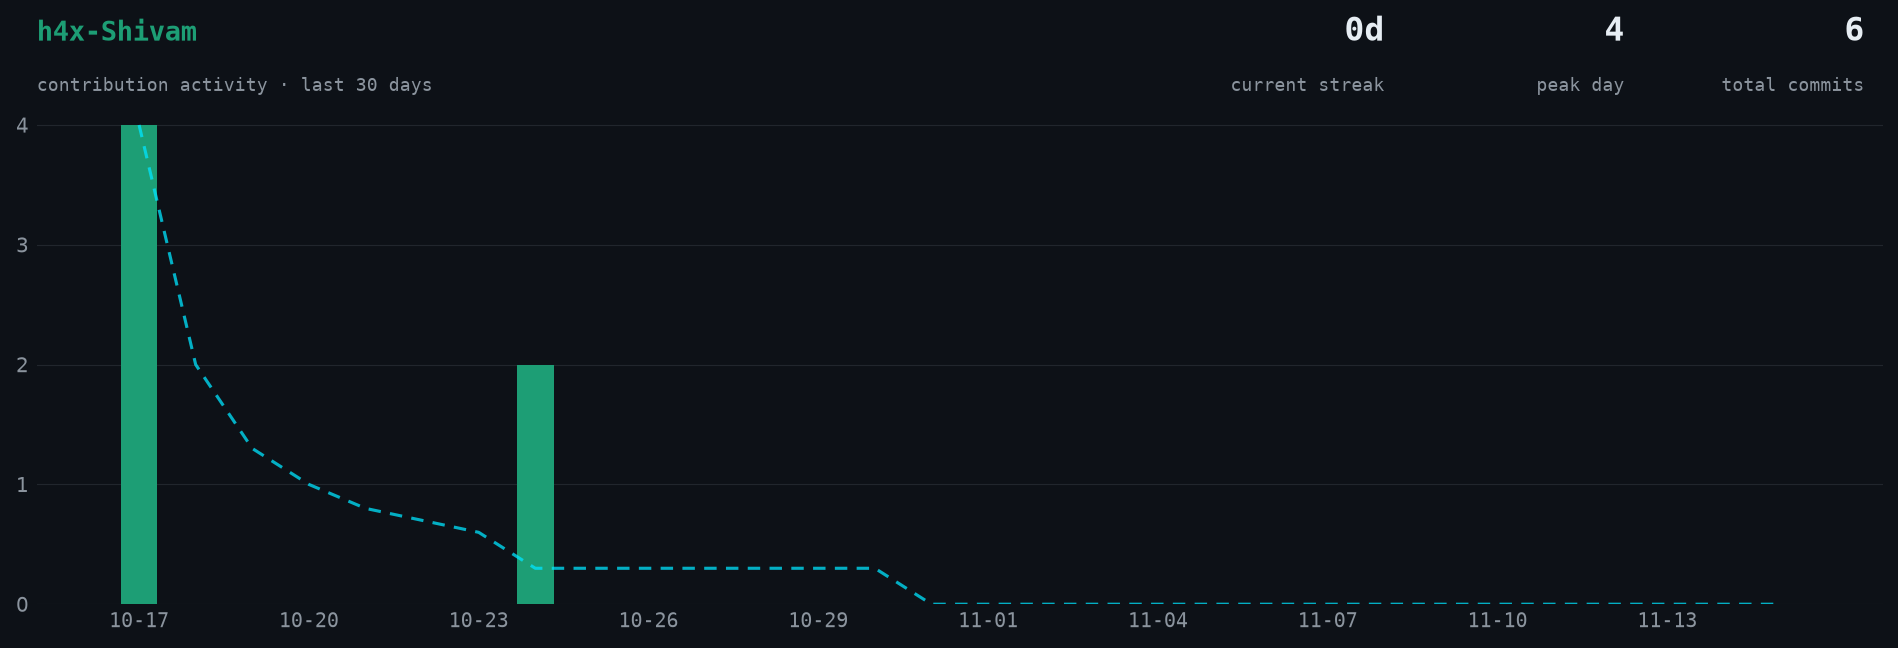 h4x-Shivam
0d
4
6
contribution activity · last 30 days
current streak
peak day
total commits
4
3
2
1
0
10-17
10-20
10-23
10-26
10-29
11-01
11-04
11-07
11-10
11-13